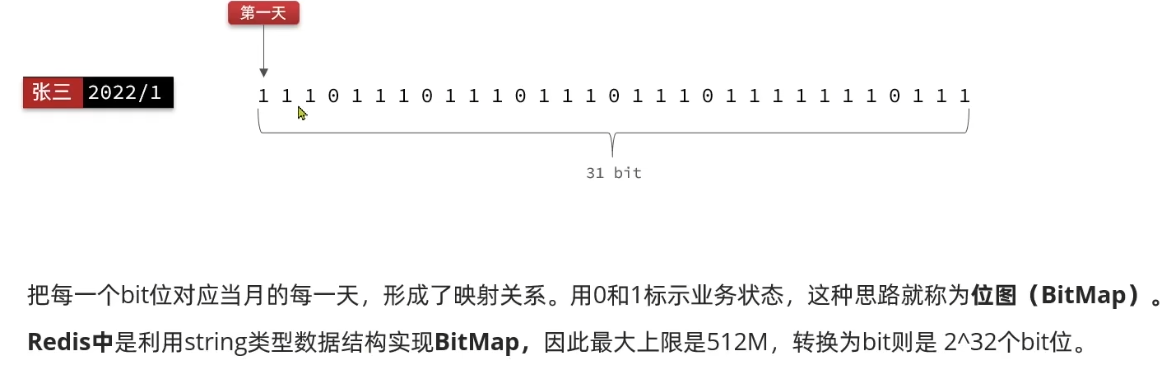 第一天
张三 2022/1
1 1 1 0 1 1 1 0 1 1 1 0 1 1 1 0 1 1 1 0 1 1 1 1 1 1 1 0 1 1 1
31 bit
把每一个bit位对应当月的每一天，形成了映射关系。用0和1标示业务状态，这种思路就称为位图（BitMap）。
Redis中是利用string类型数据结构实现BitMap，因此最大上限是512M，转换为bit则是 2^32个bit位。